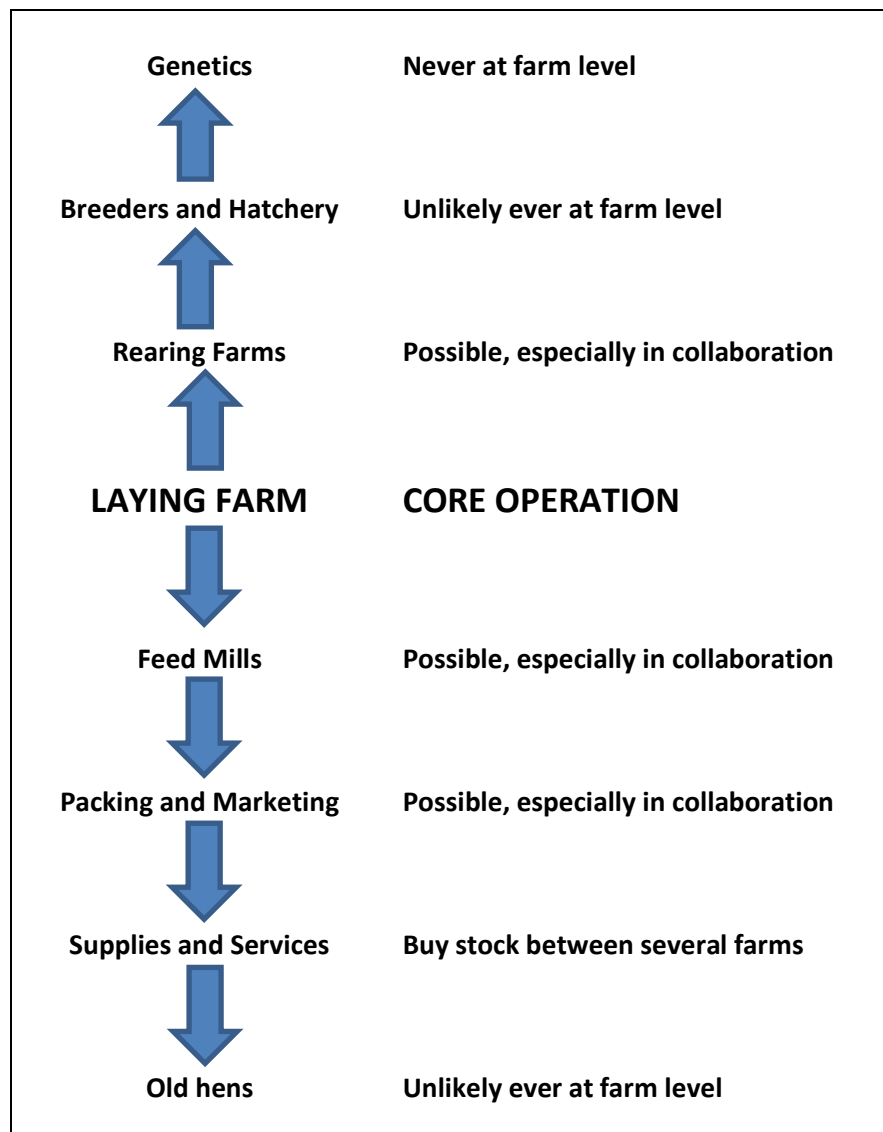 Genetics Never at farm level
Breeders and Hatchery Unlikely ever at farm level
Rearing Farms Possible, especially in collaboration
LAYING FARM CORE OPERATION
Feed Mills Possible, especially in collaboration
Packing and Marketing Possible, especially in collaboration
Supplies and Services Buy stock between several farms
Old hens Unlikely ever at farm level